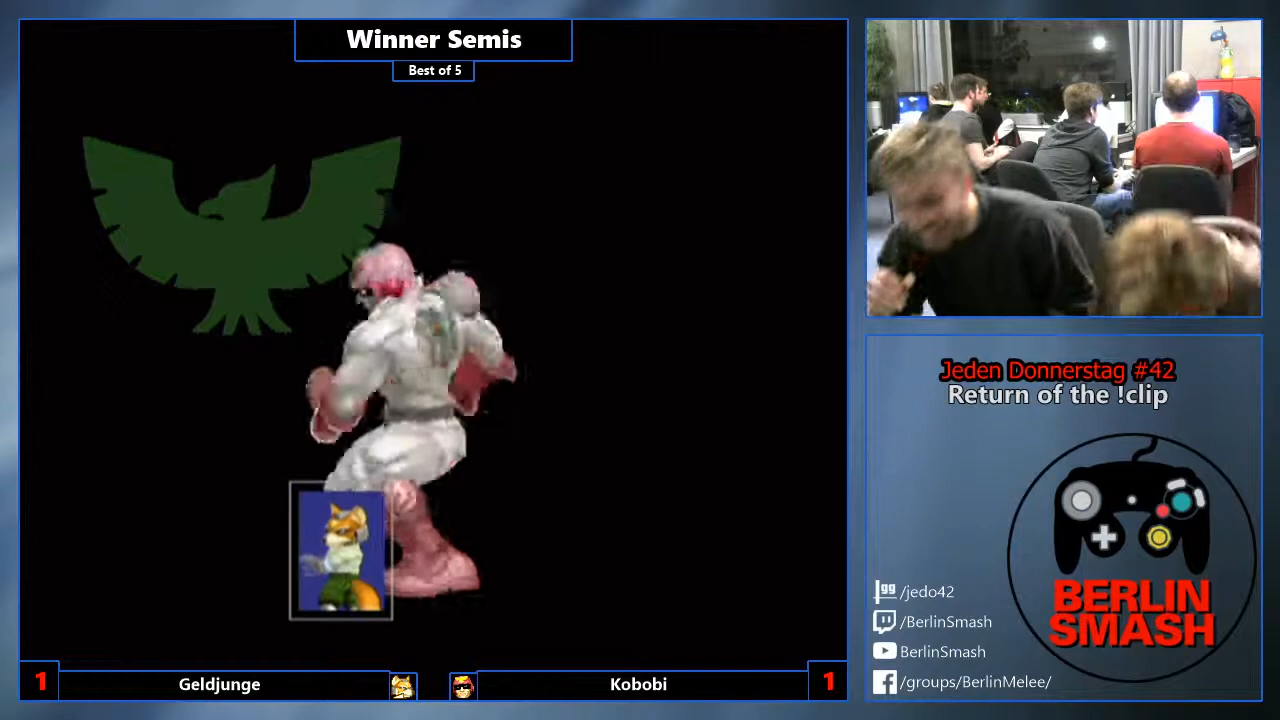 Winner Semis
Best of 5
Jeden Donnerstag #42
Return of the !clip
BERLIN
SMASH
gg /jedo42
/BerlinSmash
BerlinSmash
/groups/BerlinMelee/
1 Geldjunge Kobobi 1